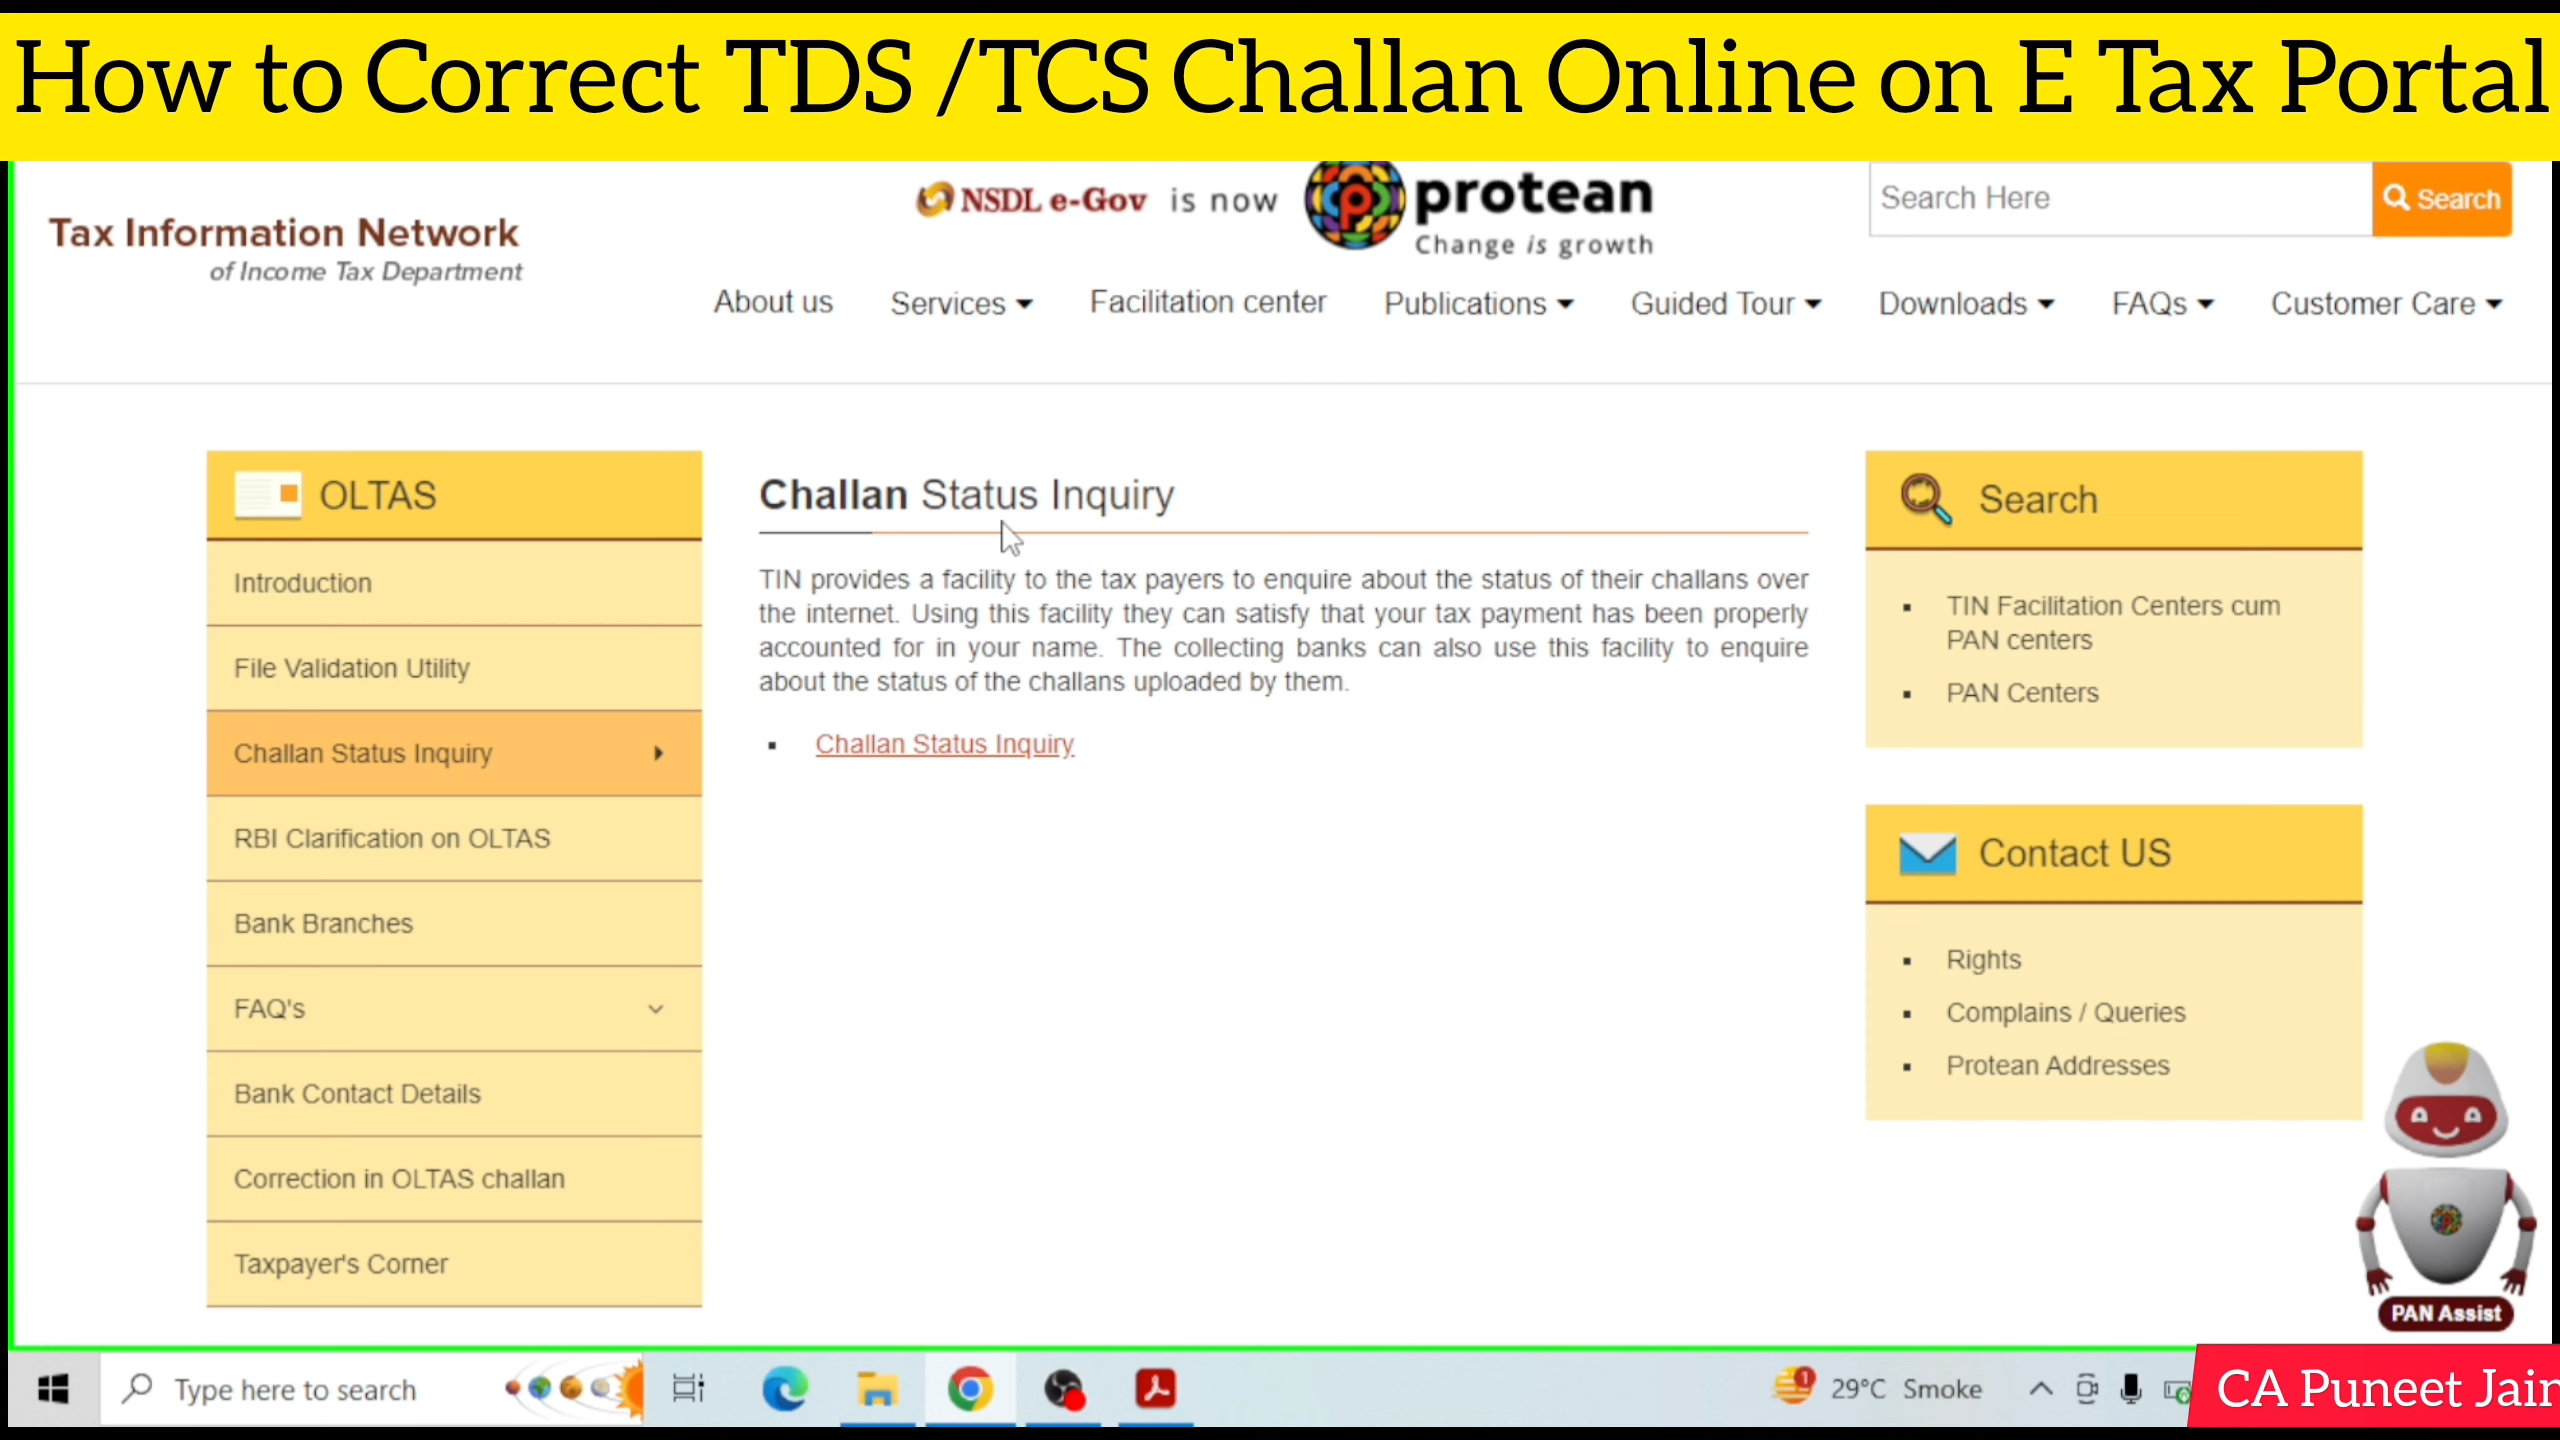 How to Correct TDS /TCS Challan Online on E Tax Portal
Tax Information Network
of Income Tax Department
NSDL e-Gov is now protean
Change is growth
Search Here
Search
About us
Services
Facilitation center
Publications
Guided Tour
Downloads
FAQs
Customer Care
OLTAS
Introduction
File Validation Utility
Challan Status Inquiry
RBI Clarification on OLTAS
Bank Branches
FAQ's
Bank Contact Details
Correction in OLTAS challan
Taxpayer's Corner
Challan Status Inquiry
TIN provides a facility to the tax payers to enquire about the status of their challans over
the internet. Using this facility they can satisfy that your tax payment has been properly
accounted for in your name. The collecting banks can also use this facility to enquire
about the status of the challans uploaded by them.
Challan Status Inquiry
Search
TIN Facilitation Centers cum
PAN centers
PAN Centers
Contact US
Rights
Complains / Queries
Protean Addresses
PAN Assist
Type here to search
1
29°C Smoke
CA Puneet Jain